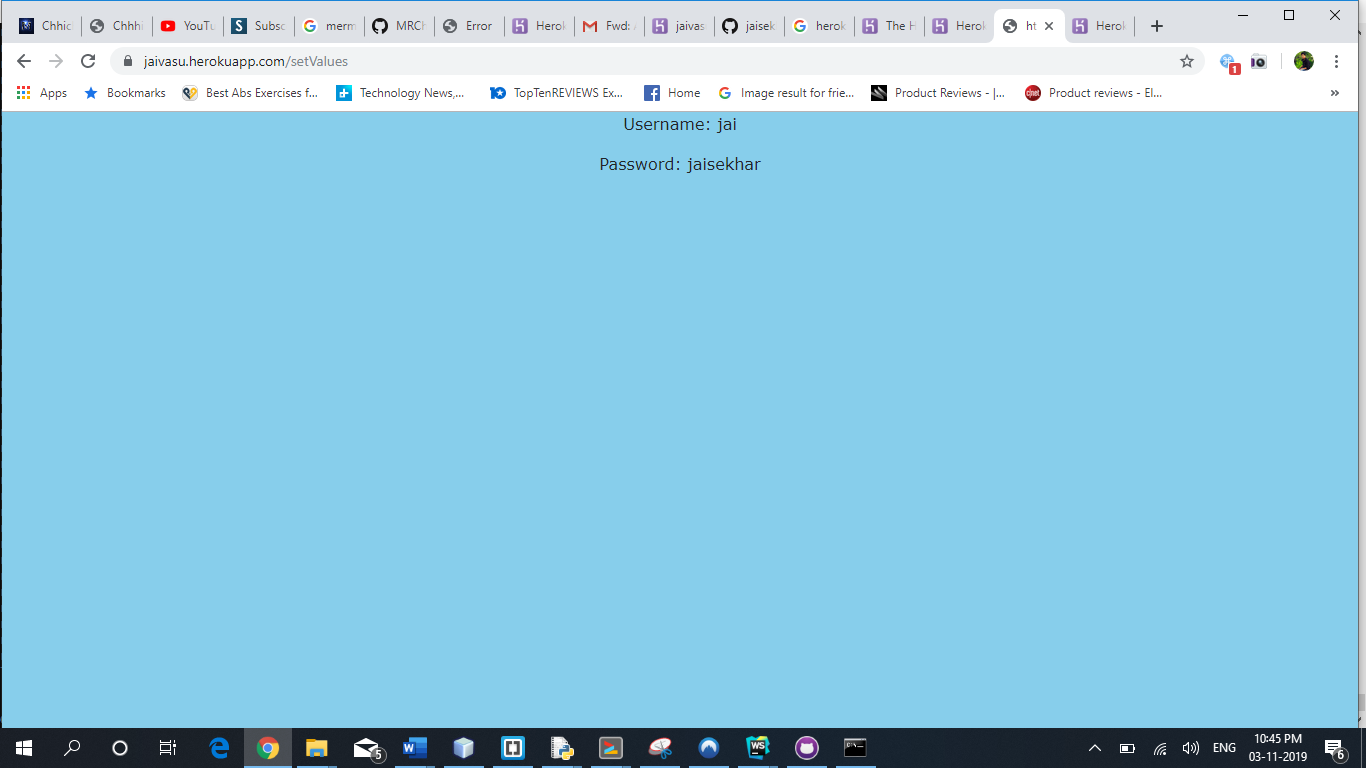 Chhic Chhhi YouTu Subsc merm MRCh Error Herok Fwd: jaivas jaisek herok The H Herok ht Herok
jaivasu.herokuapp.com/setValues
1
Apps Bookmarks Best Abs Exercises f... Technology News,... TopTenREVIEWS Ex... Home Image result for frie... Product Reviews - |... Product reviews - El... »
Username: jai
Password: jaisekhar
5 ENG 10:45 PM
03-11-2019 6